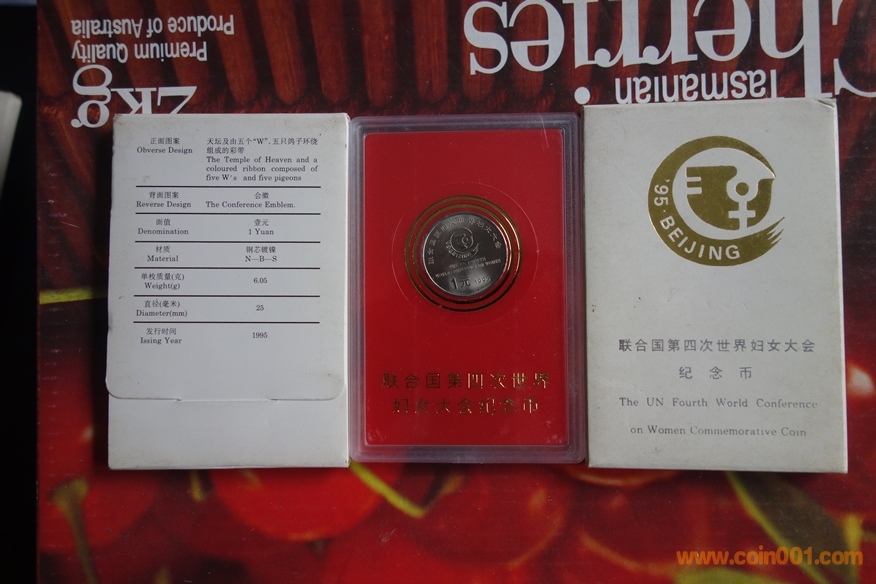 Premium Quality
Produce of Australia
2kg
Tasmanian
Cherries
正面图案
Obverse Design
天坛及由五个“W”,五只鸽子环绕
组成的彩带
The Temple of Heaven and a
coloured ribbon composed of
five W's and five pigeons
背面图案
Reverse Design
会徽
The Conference Emblem.
面值
Denomination
壹元
1 Yuan
材质
Material
钢芯镀镍
N—B—S
单枚质量(克)
Weight(g)
6.05
直径(毫米)
Diameter(mm)
25
发行时间
Issing Year
1995
BEIJING
1元 1995
联合国第四次世界
妇女大会纪念币
'95·BEIJING
联合国第四次世界妇女大会
纪念币
The UN Fourth World Conference
on Women Commemorative Coin
www.coin001.com